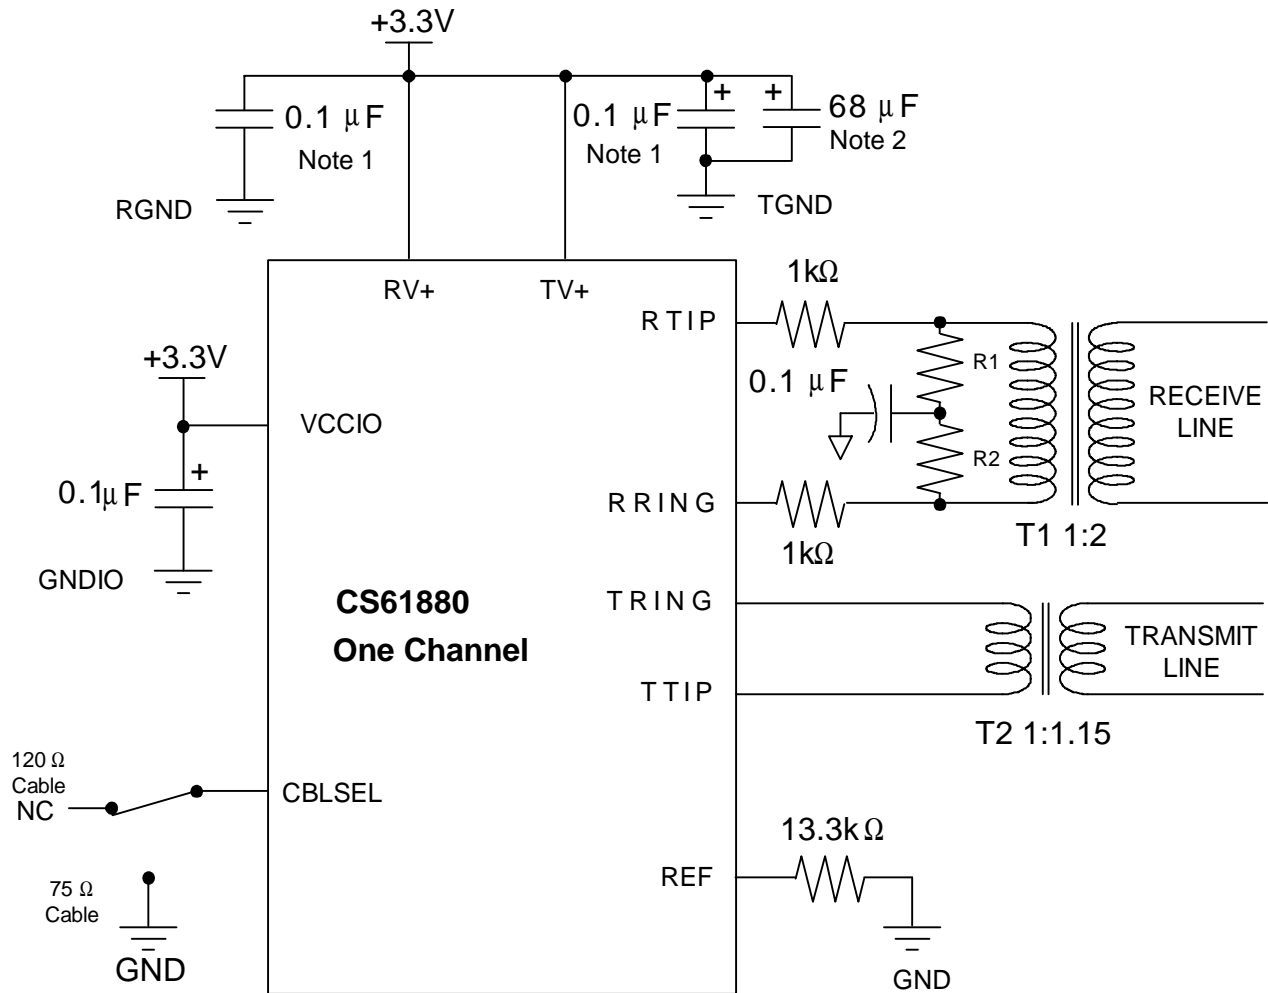 +3.3V
0.1 μF
Note 1
0.1 μF
Note 1
+
+
68 μF
Note 2
RGND
TGND
RV+
TV+
RTIP
1kΩ
+3.3V
VCCIO
0.1 μF
R1
R2
RECEIVE
LINE
+
0.1μF
RRING
1kΩ
T1 1:2
GNDIO
CS61880
One Channel
TRING
TTIP
TRANSMIT
LINE
T2 1:1.15
120 Ω
Cable
NC
CBLSEL
75 Ω
Cable
GND
REF
13.3kΩ
GND